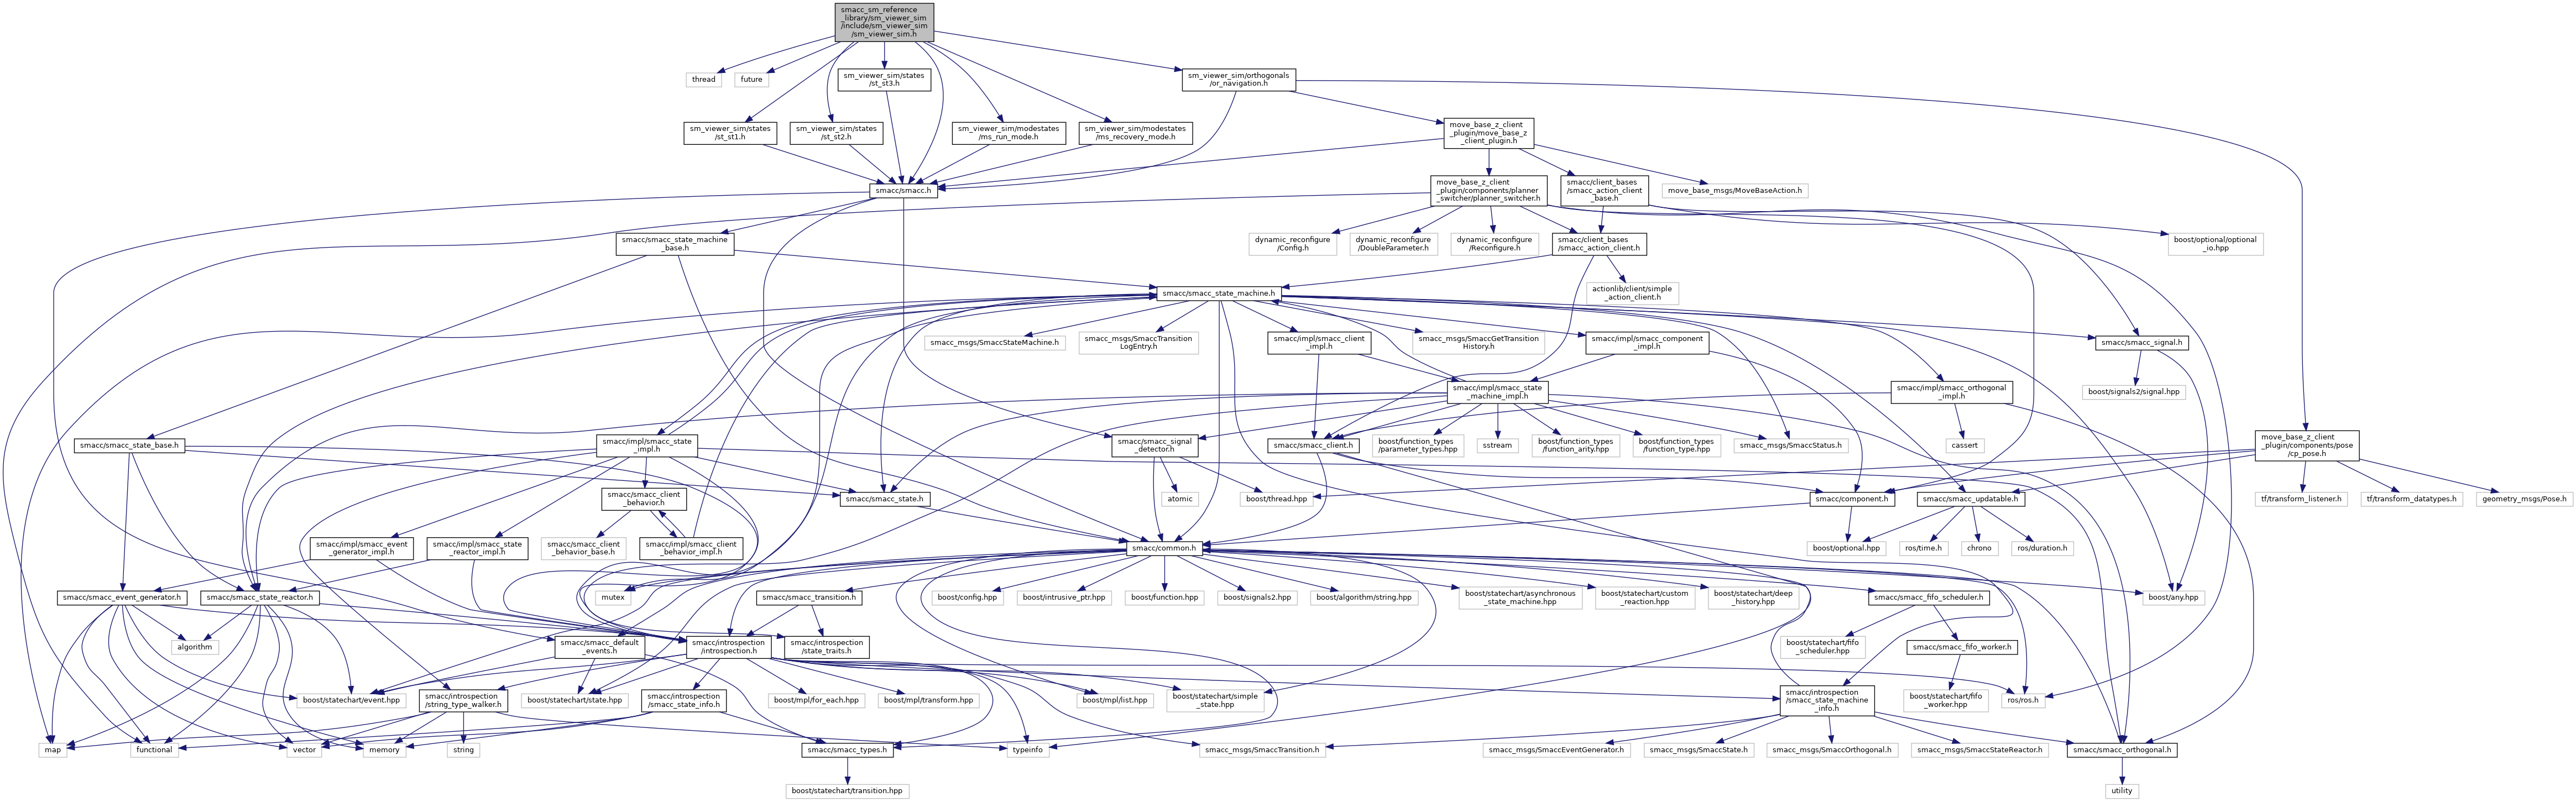 smacc_sm_reference
_library/sm_viewer_sim
/include/sm_viewer_sim
/sm_viewer_sim.h
thread
future
sm_viewer_sim/states
/st_st3.h
sm_viewer_sim/orthogonals
/or_navigation.h
sm_viewer_sim/states
/st_st1.h
sm_viewer_sim/states
/st_st2.h
sm_viewer_sim/modestates
/ms_run_mode.h
sm_viewer_sim/modestates
/ms_recovery_mode.h
move_base_z_client
_plugin/move_base_z
_client_plugin.h
smacc/smacc.h
move_base_z_client
_plugin/components/planner
_switcher/planner_switcher.h
smacc/client_bases
/smacc_action_client
_base.h
move_base_msgs/MoveBaseAction.h
smacc/smacc_state_machine
_base.h
dynamic_reconfigure
/Config.h
dynamic_reconfigure
/DoubleParameter.h
dynamic_reconfigure
/Reconfigure.h
smacc/client_bases
/smacc_action_client.h
boost/optional/optional
_io.hpp
smacc/smacc_state_machine.h
actionlib/client/simple
_action_client.h
smacc_msgs/SmaccStateMachine.h
smacc_msgs/SmaccTransition
LogEntry.h
smacc/impl/smacc_client
_impl.h
smacc_msgs/SmaccGetTransition
History.h
smacc/impl/smacc_component
_impl.h
smacc/smacc_signal.h
smacc/impl/smacc_state
_machine_impl.h
smacc/impl/smacc_orthogonal
_impl.h
boost/signals2/signal.hpp
smacc/smacc_state_base.h
smacc/impl/smacc_state
_impl.h
smacc/smacc_signal
_detector.h
smacc/smacc_client.h
boost/function_types
/parameter_types.hpp
sstream
boost/function_types
/function_arity.hpp
boost/function_types
/function_type.hpp
smacc_msgs/SmaccStatus.h
cassert
move_base_z_client
_plugin/components/pose
/cp_pose.h
smacc/smacc_client
_behavior.h
smacc/smacc_state.h
atomic
boost/thread.hpp
smacc/component.h
smacc/smacc_updatable.h
tf/transform_listener.h
tf/transform_datatypes.h
geometry_msgs/Pose.h
smacc/impl/smacc_event
_generator_impl.h
smacc/impl/smacc_state
_reactor_impl.h
smacc/smacc_client
_behavior_base.h
smacc/impl/smacc_client
_behavior_impl.h
smacc/common.h
boost/optional.hpp
ros/time.h
chrono
ros/duration.h
smacc/smacc_event_generator.h
smacc/smacc_state_reactor.h
mutex
smacc/smacc_transition.h
boost/config.hpp
boost/intrusive_ptr.hpp
boost/function.hpp
boost/signals2.hpp
boost/algorithm/string.hpp
boost/statechart/asynchronous
_state_machine.hpp
boost/statechart/custom
_reaction.hpp
boost/statechart/deep
_history.hpp
smacc/smacc_fifo_scheduler.h
boost/any.hpp
algorithm
smacc/smacc_default
_events.h
smacc/introspection
/introspection.h
smacc/introspection
/state_traits.h
boost/statechart/fifo
_scheduler.hpp
smacc/smacc_fifo_worker.h
boost/statechart/event.hpp
smacc/introspection
/string_type_walker.h
boost/statechart/state.hpp
smacc/introspection
/smacc_state_info.h
boost/mpl/for_each.hpp
boost/mpl/transform.hpp
boost/mpl/list.hpp
boost/statechart/simple
_state.hpp
smacc/introspection
/smacc_state_machine
_info.h
boost/statechart/fifo
_worker.hpp
ros/ros.h
map
functional
vector
memory
string
smacc/smacc_types.h
typeinfo
smacc_msgs/SmaccTransition.h
smacc_msgs/SmaccEventGenerator.h
smacc_msgs/SmaccState.h
smacc_msgs/SmaccOrthogonal.h
smacc_msgs/SmaccStateReactor.h
smacc/smacc_orthogonal.h
boost/statechart/transition.hpp
utility